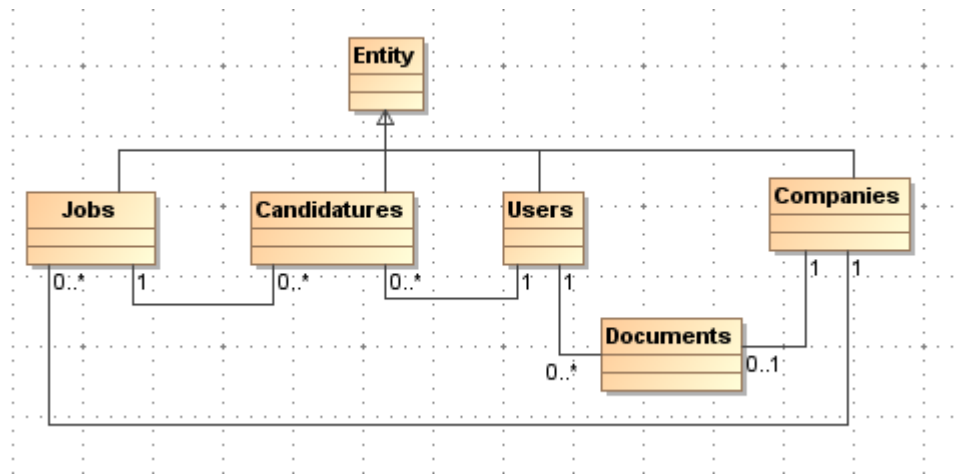 Entity
Jobs
Candidatures
Users
Companies
0..*
1
0..*
0..*
1
1
1
1
Documents
0..*
0..1